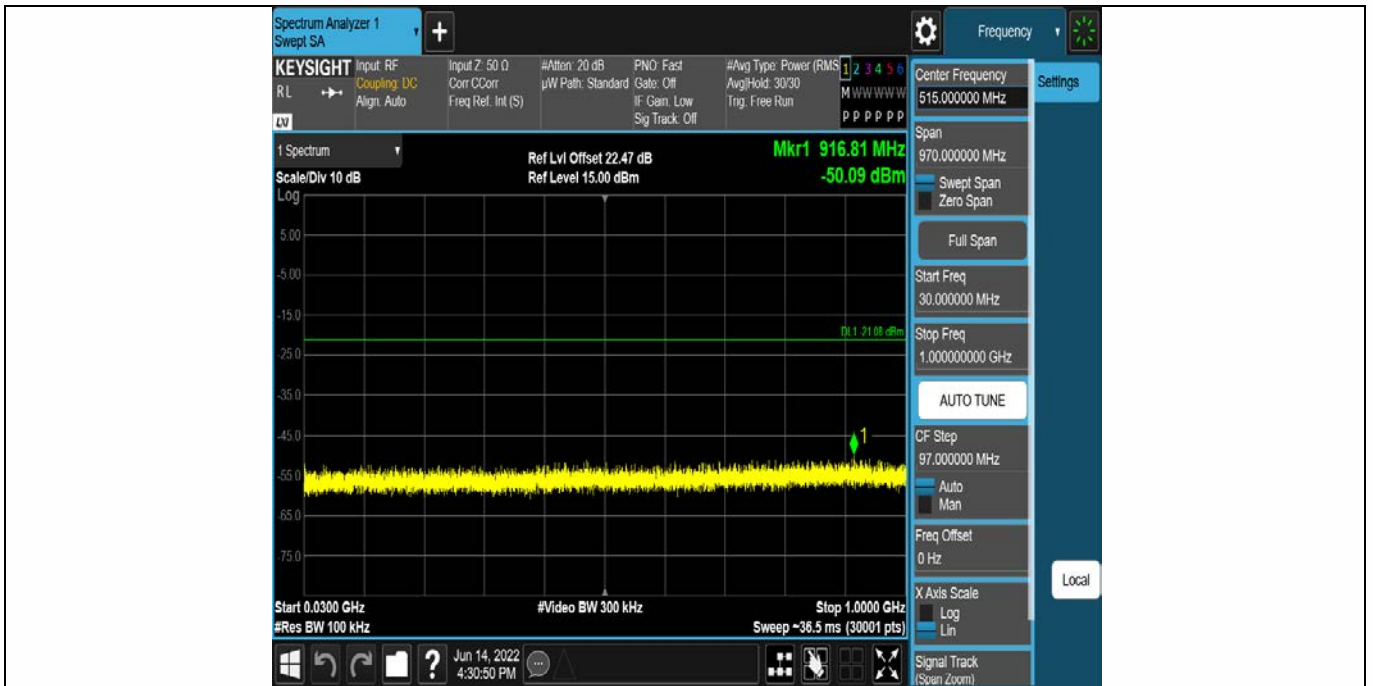 Spectrum Analyzer 1
Swept SA
+
Frequency
KEYSIGHT
RL
LXI
Input: RF
Coupling: DC
Align: Auto
Input Z: 50 Ω
Corr CCorr
Freq Ref: Int (S)
#Atten: 20 dB
µW Path: Standard
PNO: Fast
Gate: Off
IF Gain: Low
Sig Track: Off
#Avg Type: Power (RMS
Avg|Hold: 30/30
Trig: Free Run
1 2 3 4 5 6
M W W W W W
P P P P P P
1 Spectrum
Scale/Div 10 dB
Log
Ref Lvl Offset 22.47 dB
Ref Level 15.00 dBm
Mkr1 916.81 MHz
-50.09 dBm
5.00
-5.00
-15.0
DL1 -21.08 dBm
-25.0
-35.0
-45.0
1
-55.0
-65.0
-75.0
Start 0.0300 GHz
#Res BW 100 kHz
#Video BW 300 kHz
Stop 1.0000 GHz
Sweep ~36.5 ms (30001 pts)
Center Frequency
515.000000 MHz
Settings
Span
970.000000 MHz
Swept Span
Zero Span
Full Span
Start Freq
30.000000 MHz
Stop Freq
1.000000000 GHz
AUTO TUNE
CF Step
97.000000 MHz
Auto
Man
Freq Offset
0 Hz
X Axis Scale
Log
Lin
Local
Signal Track
(Span Zoom)
?
Jun 14, 2022
4:30:50 PM